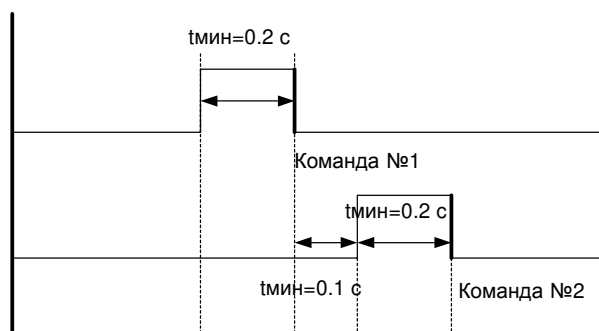 tмин=0.2 с
Команда №1
tмин=0.2 с
tмин=0.1 с
Команда №2